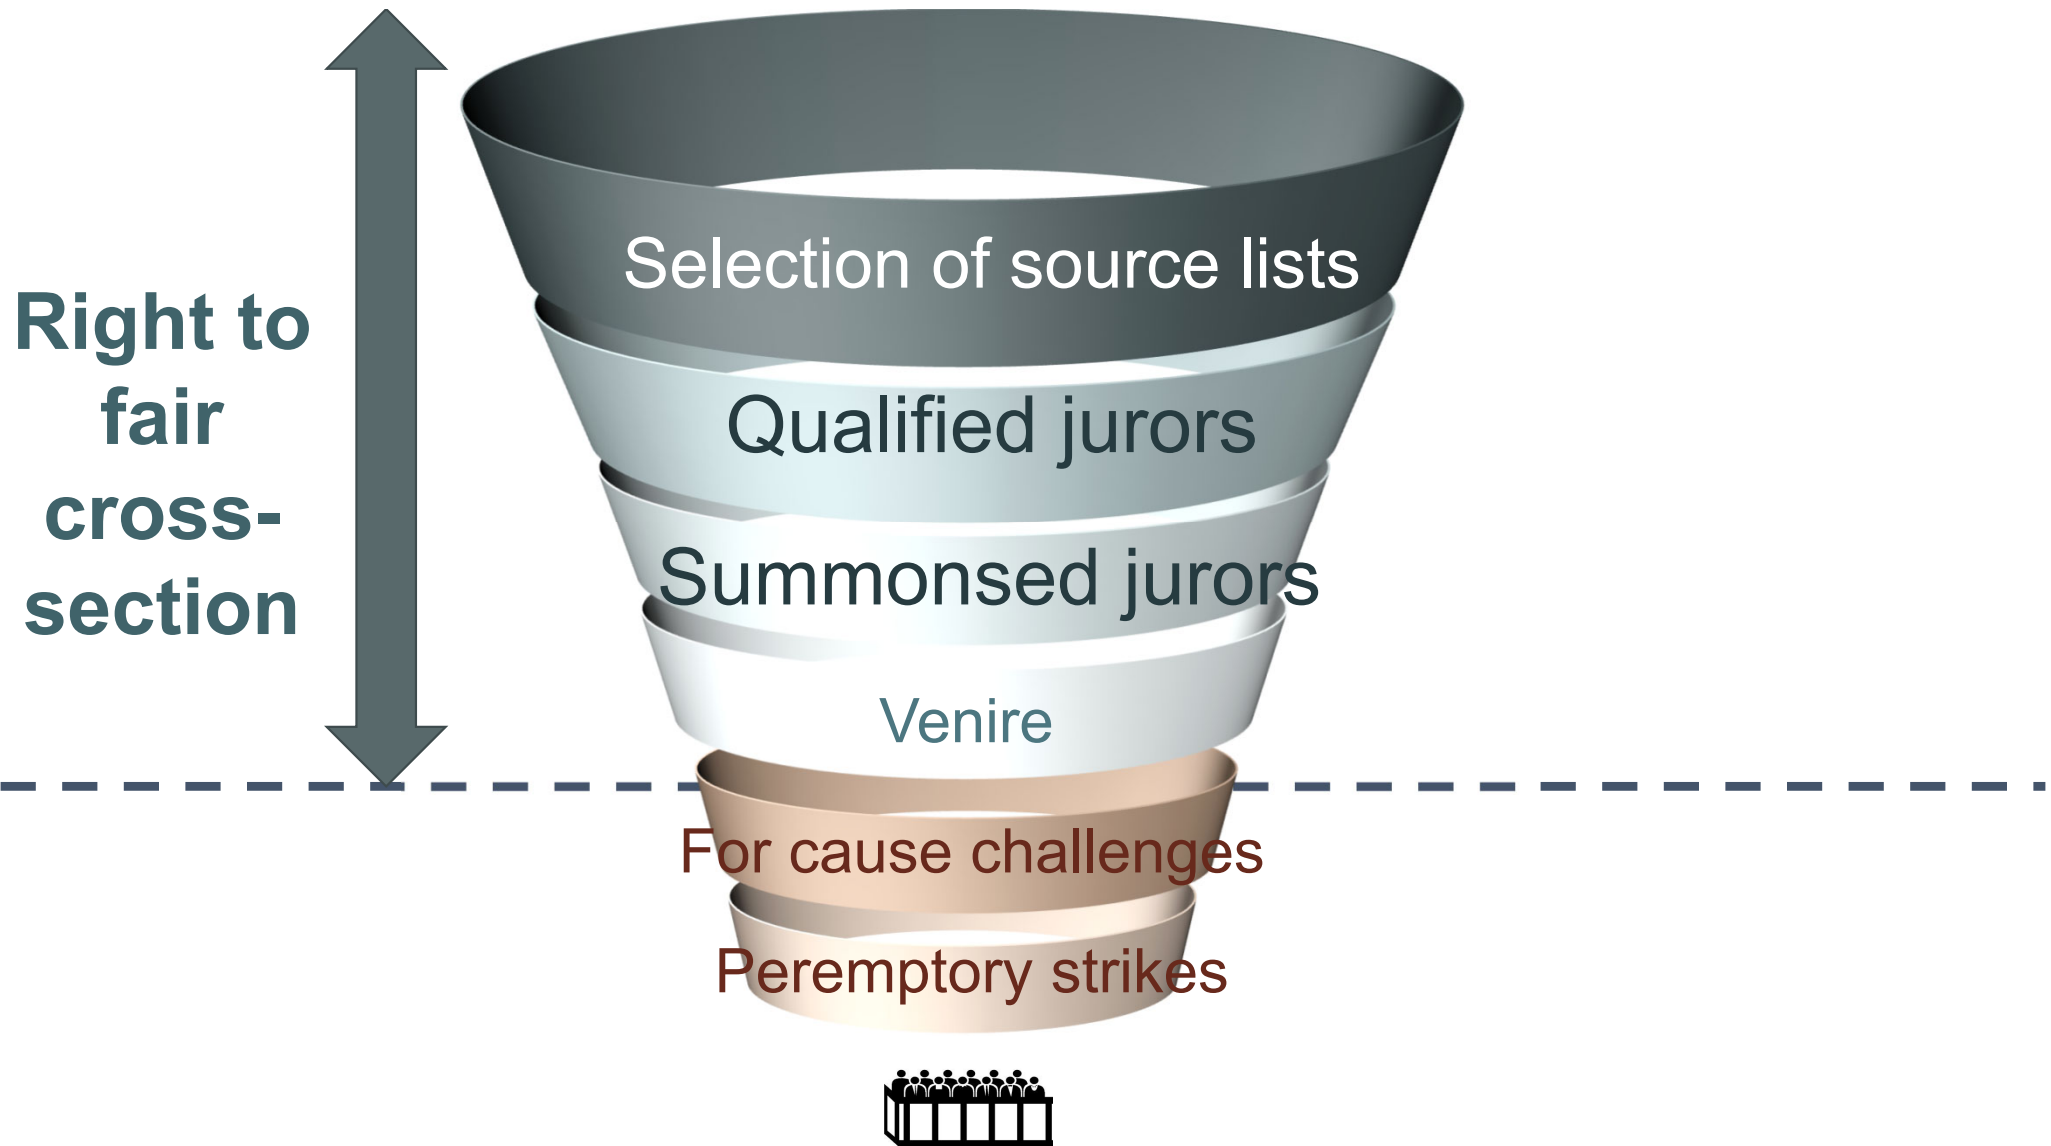 Right to
fair
cross-
section
Selection of source lists
Qualified jurors
Summonsed jurors
Venire
For cause challenges
Peremptory strikes